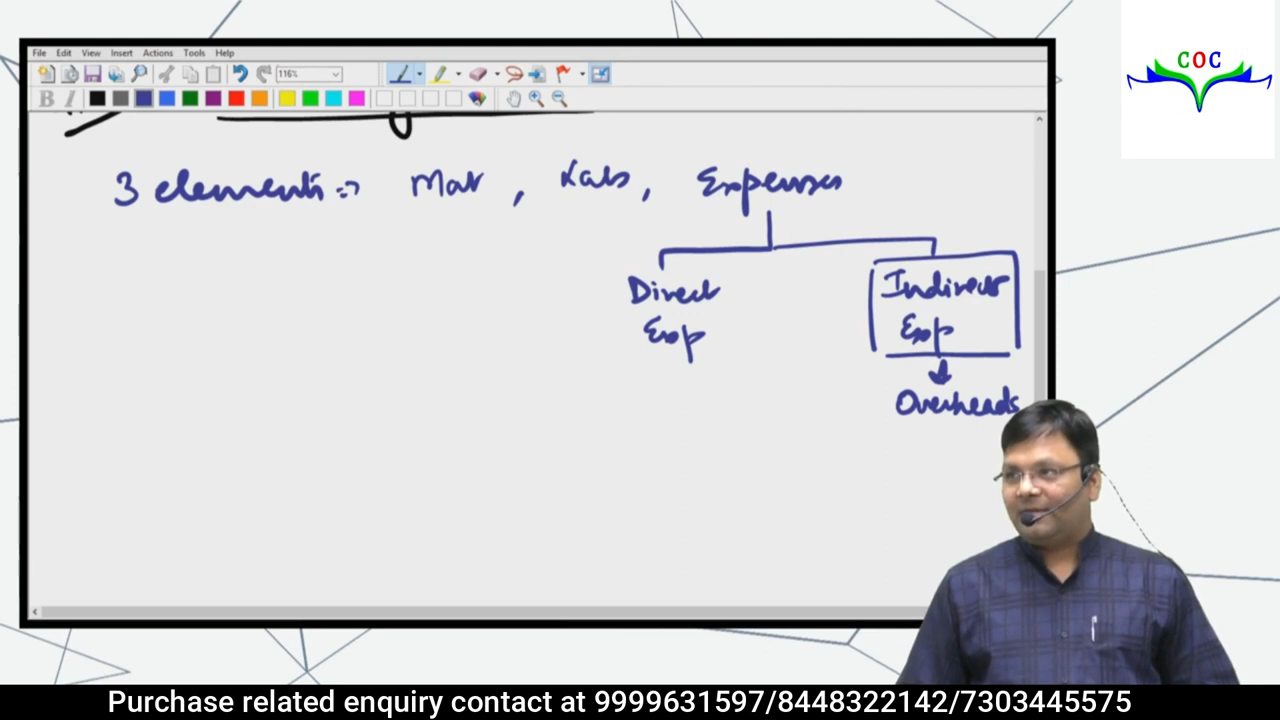 COC
File Edit View Insert Actions Tools Help
116%
B I
3 elements => Mat, Lab, Expenses
Direct Indirect
Exp Exp
Overheads
Purchase related enquiry contact at 9999631597/8448322142/7303445575